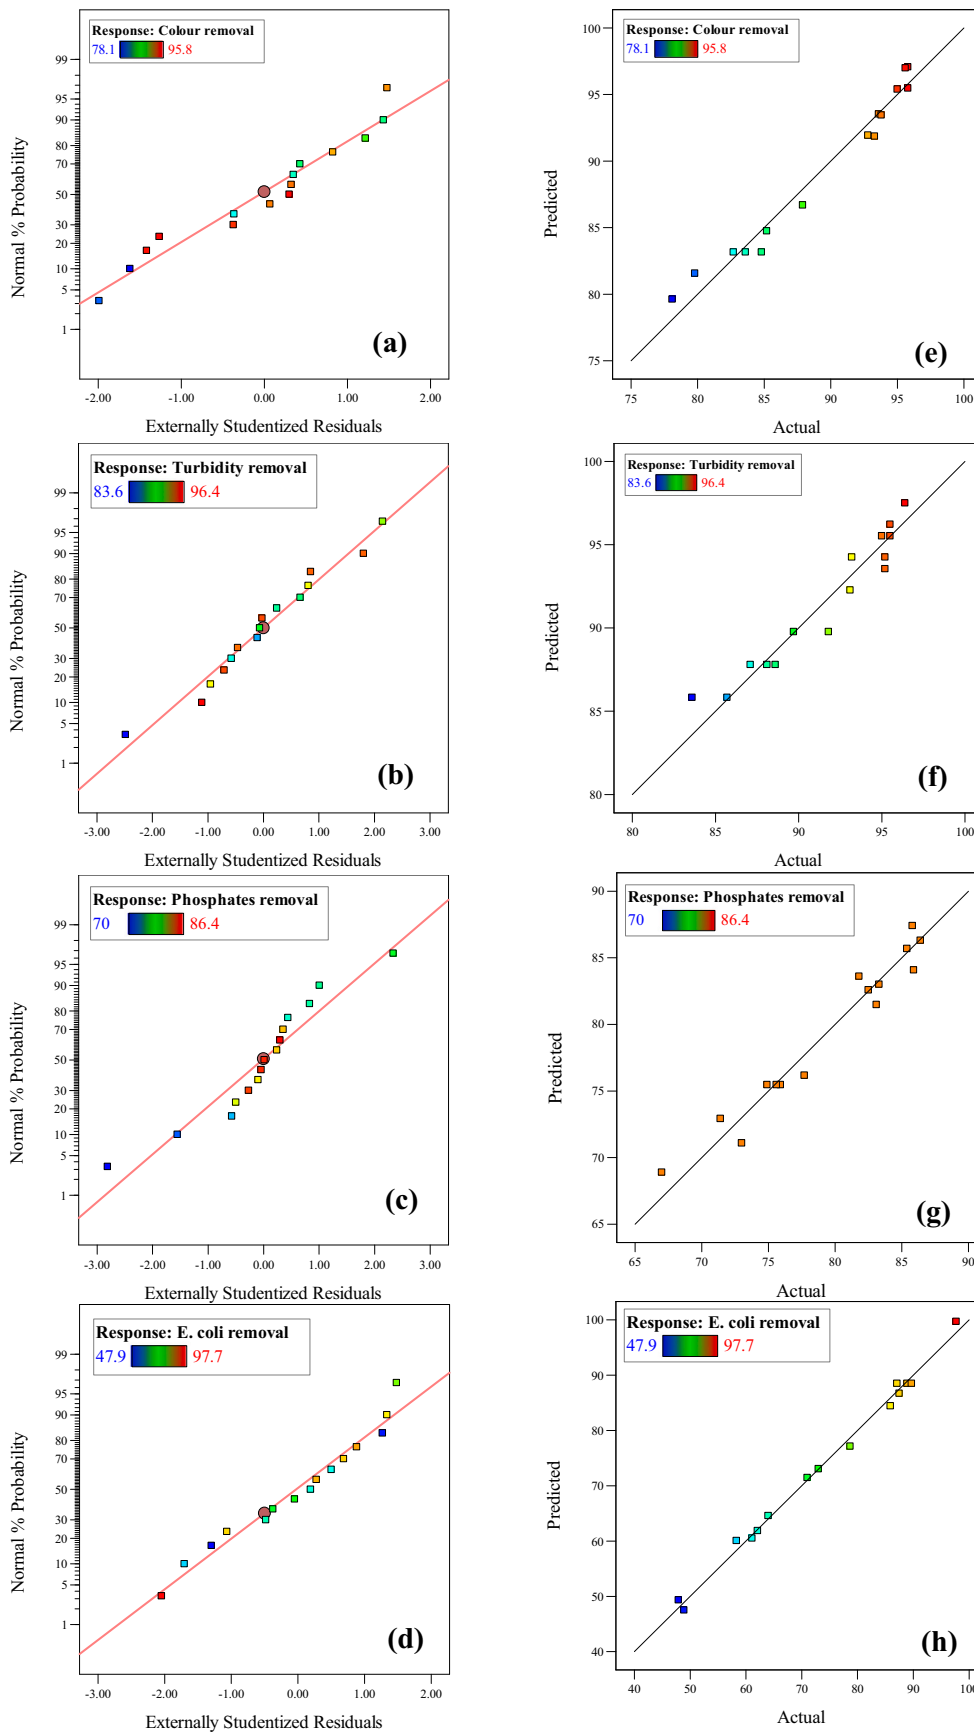 Response: Colour removal
78.1 95.8
Normal % Probability
99
95
90
80
70
50
30
20
10
5
1
(a)
-2.00 -1.00 0.00 1.00 2.00
Externally Studentized Residuals
Response: Colour removal
78.1 95.8
Predicted
100
95
90
85
80
75
(e)
75 80 85 90 95 100
Actual
Response: Turbidity removal
83.6 96.4
Normal % Probability
99
95
90
80
70
50
30
20
10
5
1
(b)
-3.00 -2.00 -1.00 0.00 1.00 2.00 3.00
Externally Studentized Residuals
Response: Turbidity removal
83.6 96.4
Predicted
100
95
90
85
80
(f)
80 85 90 95 100
Actual
Response: Phosphates removal
70 86.4
Normal % Probability
99
95
90
80
70
50
30
20
10
5
1
(c)
-3.00 -2.00 -1.00 0.00 1.00 2.00 3.00
Externally Studentized Residuals
Response: Phosphates removal
70 86.4
Predicted
90
85
80
75
70
65
(g)
65 70 75 80 85 90
Actual
Response: E. coli removal
47.9 97.7
Normal % Probability
99
95
90
80
70
50
30
20
10
5
1
(d)
-3.00 -2.00 -1.00 0.00 1.00 2.00
Externally Studentized Residuals
Response: E. coli removal
47.9 97.7
Predicted
100
90
80
70
60
50
40
(h)
40 50 60 70 80 90 100
Actual